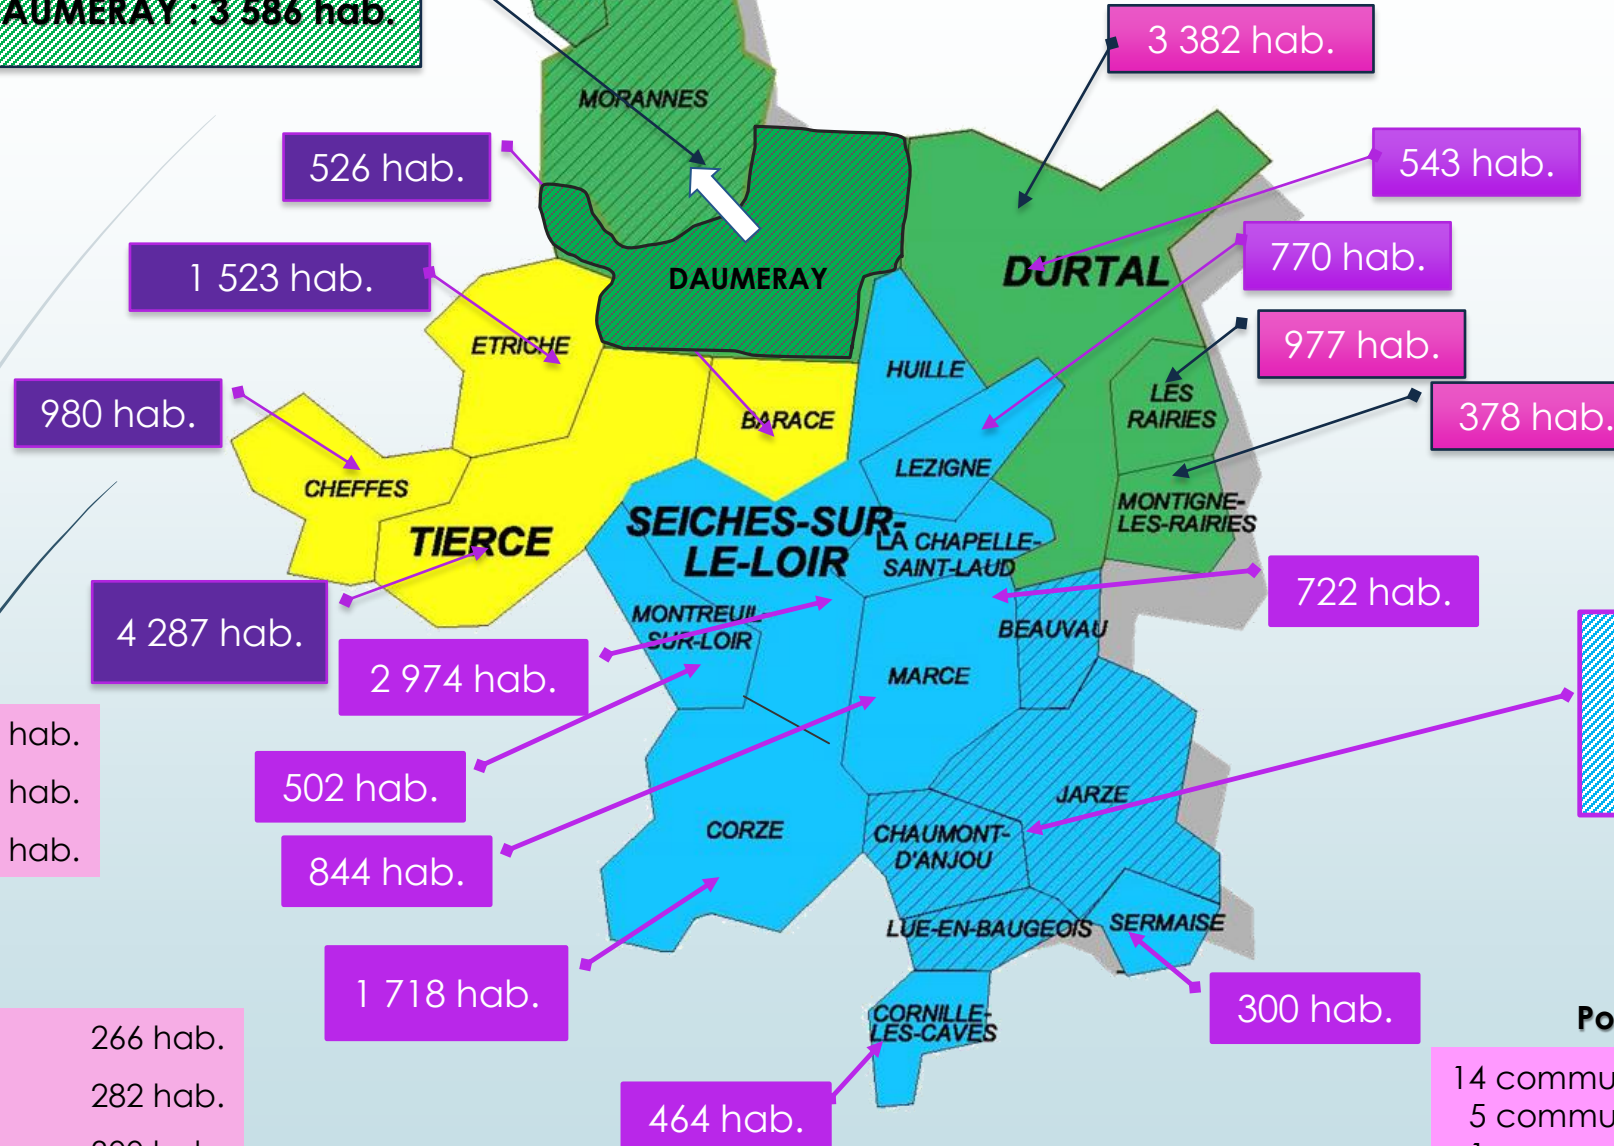 AUMERAY : 3 586 hab.
3 382 hab.
MORANNES
526 hab.
543 hab.
1 523 hab.
770 hab.
DAUMERAY
DURTAL
ETRICHE
977 hab.
HUILLE
980 hab.
BARACE
LES
RAIRIES
378 hab.
CHEFFES
LEZIGNE
MONTIGNE-
LES-RAIRIES
TIERCE
SEICHES-SUR-
LE-LOIR
LA CHAPELLE-
SAINT-LAUD
722 hab.
4 287 hab.
MONTREUIL-
SUR-LOIR
BEAUVAU
2 974 hab.
MARCE
hab.
hab.
hab.
502 hab.
JARZE
844 hab.
CORZE
CHAUMONT-
D'ANJOU
LUE-EN-BAUGEOIS
SERMAISE
1 718 hab.
300 hab.
CORNILLE-
LES-CAVES
266 hab.
282 hab.
464 hab.
Po
14 commu
5 commu